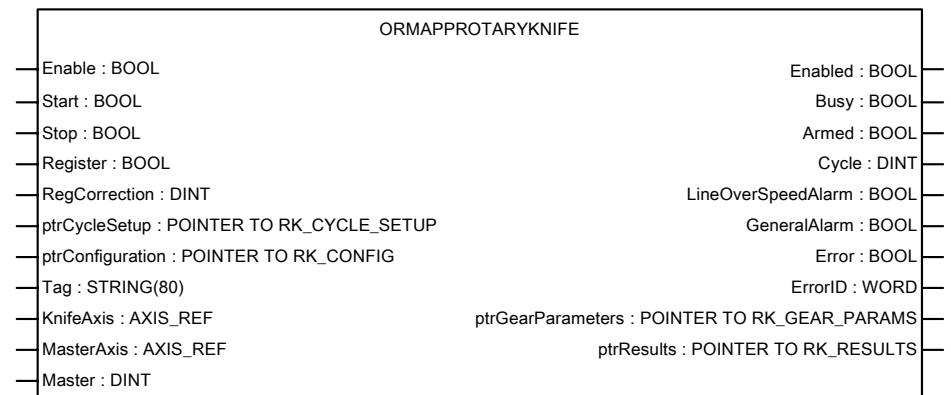 ORMAPPROTARYKNIFE
Enable : BOOL
Enabled : BOOL
Start : BOOL
Busy : BOOL
Stop : BOOL
Armed : BOOL
Register : BOOL
Cycle : DINT
RegCorrection : DINT
LineOverSpeedAlarm : BOOL
ptrCycleSetup : POINTER TO RK_CYCLE_SETUP
GeneralAlarm : BOOL
ptrConfiguration : POINTER TO RK_CONFIG
Error : BOOL
Tag : STRING(80)
ErrorID : WORD
KnifeAxis : AXIS_REF
ptrGearParameters : POINTER TO RK_GEAR_PARAMS
MasterAxis : AXIS_REF
ptrResults : POINTER TO RK_RESULTS
Master : DINT